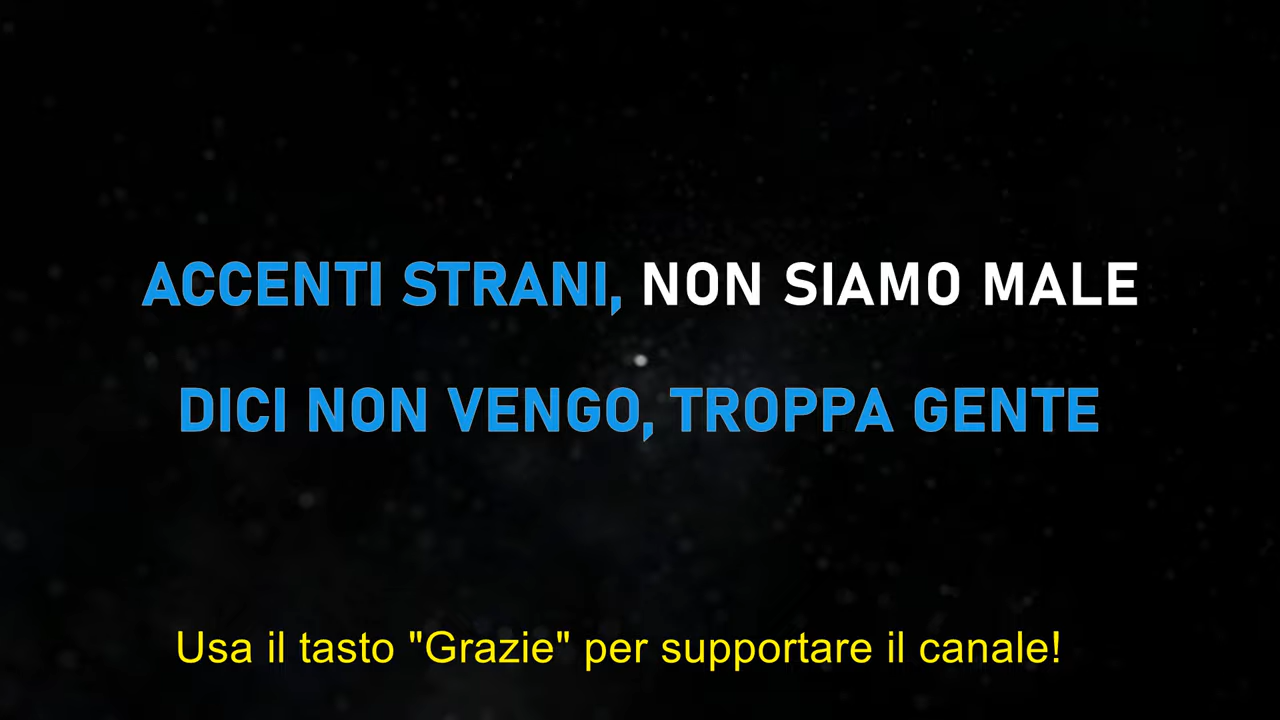 ACCENTI STRANI, NON SIAMO MALE
DICI NON VENGO, TROPPA GENTE
Usa il tasto "Grazie" per supportare il canale!